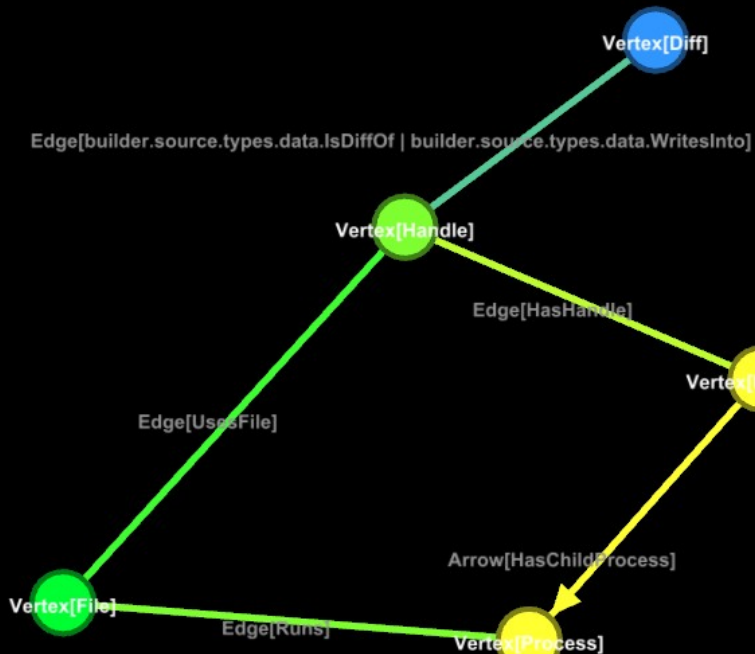 Vertex[Diff]
Edge[builder.source.types.data.IsDiffOf | builder.source.types.data.WritesInto]
Vertex[Handle]
Edge[HasHandle]
Vertex[
Edge[UsesFile]
Arrow[HasChildProcess]
Vertex[File]
Edge[Runs]
Vertex[Process]